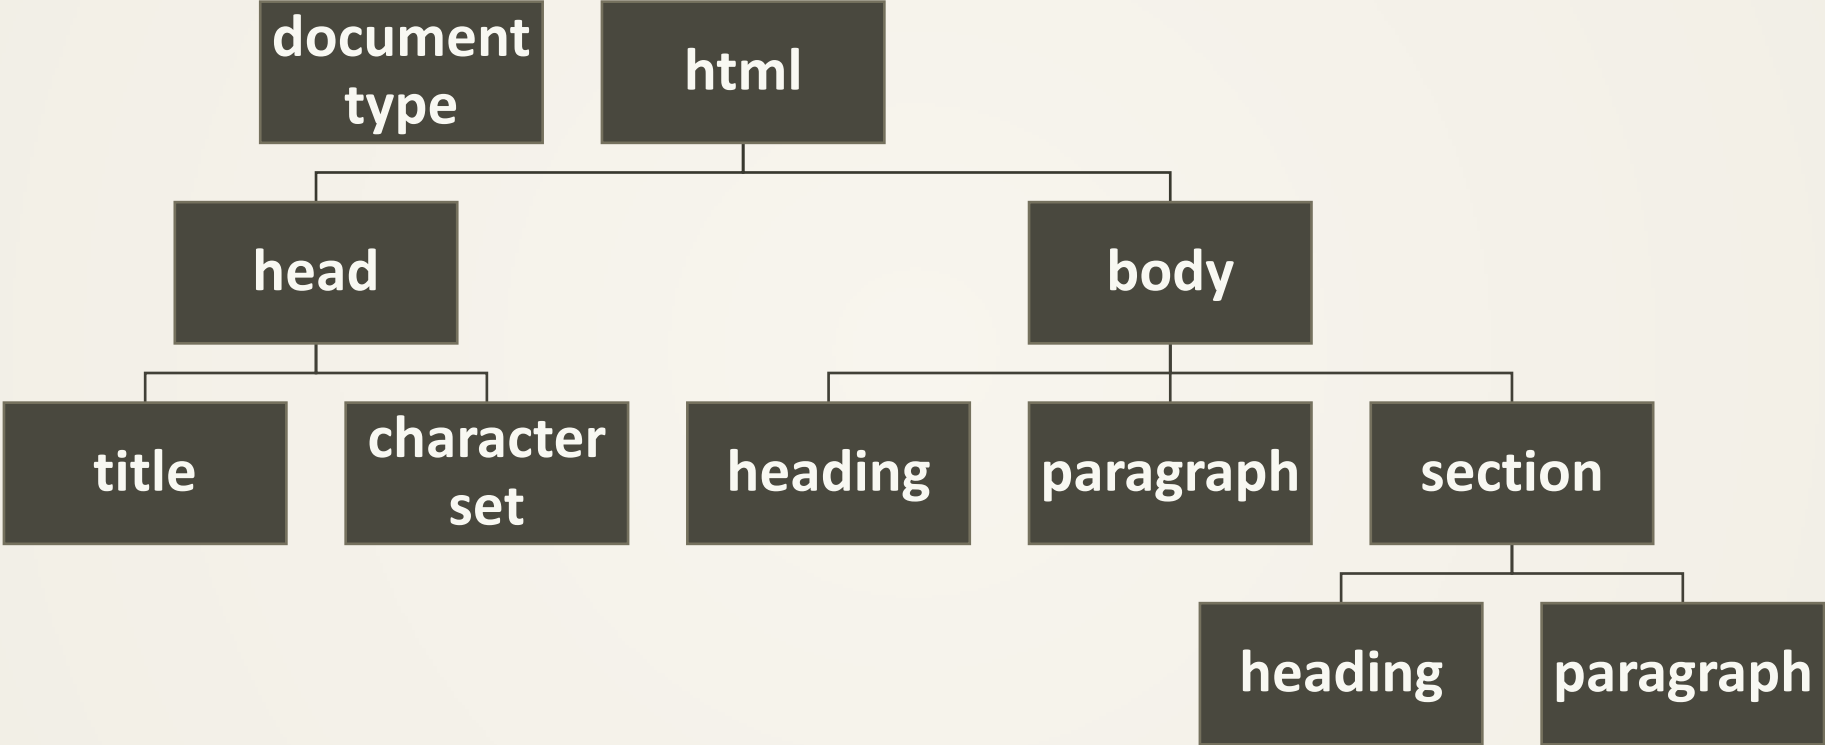 document
type
html
head
body
title
character
set
heading
paragraph
section
heading
paragraph